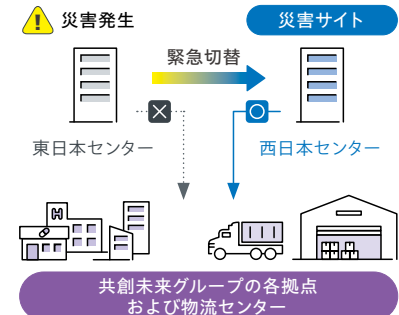 災害発生
災害サイト
緊急切替
東日本センター
西日本センター
H
共創未来グループの各拠点
および物流センター